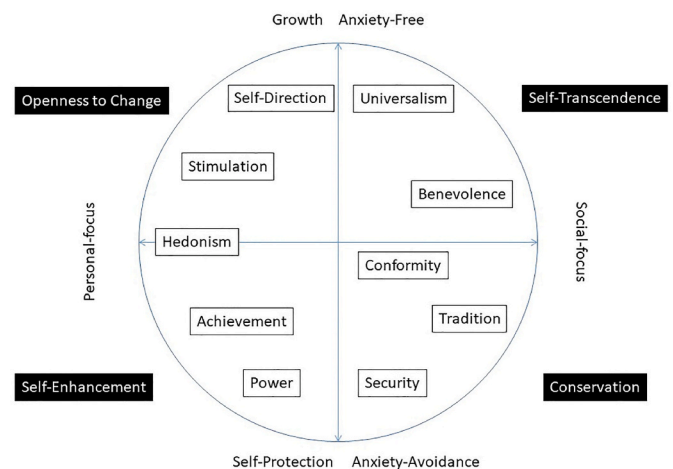 Growth Anxiety-Free
Openness to Change
Self-Direction
Universalism
Self-Transcendence
Stimulation
Benevolence
Personal-focus
Hedonism
Social-focus
Conformity
Achievement
Tradition
Self-Enhancement
Power
Security
Conservation
Self-Protection Anxiety-Avoidance